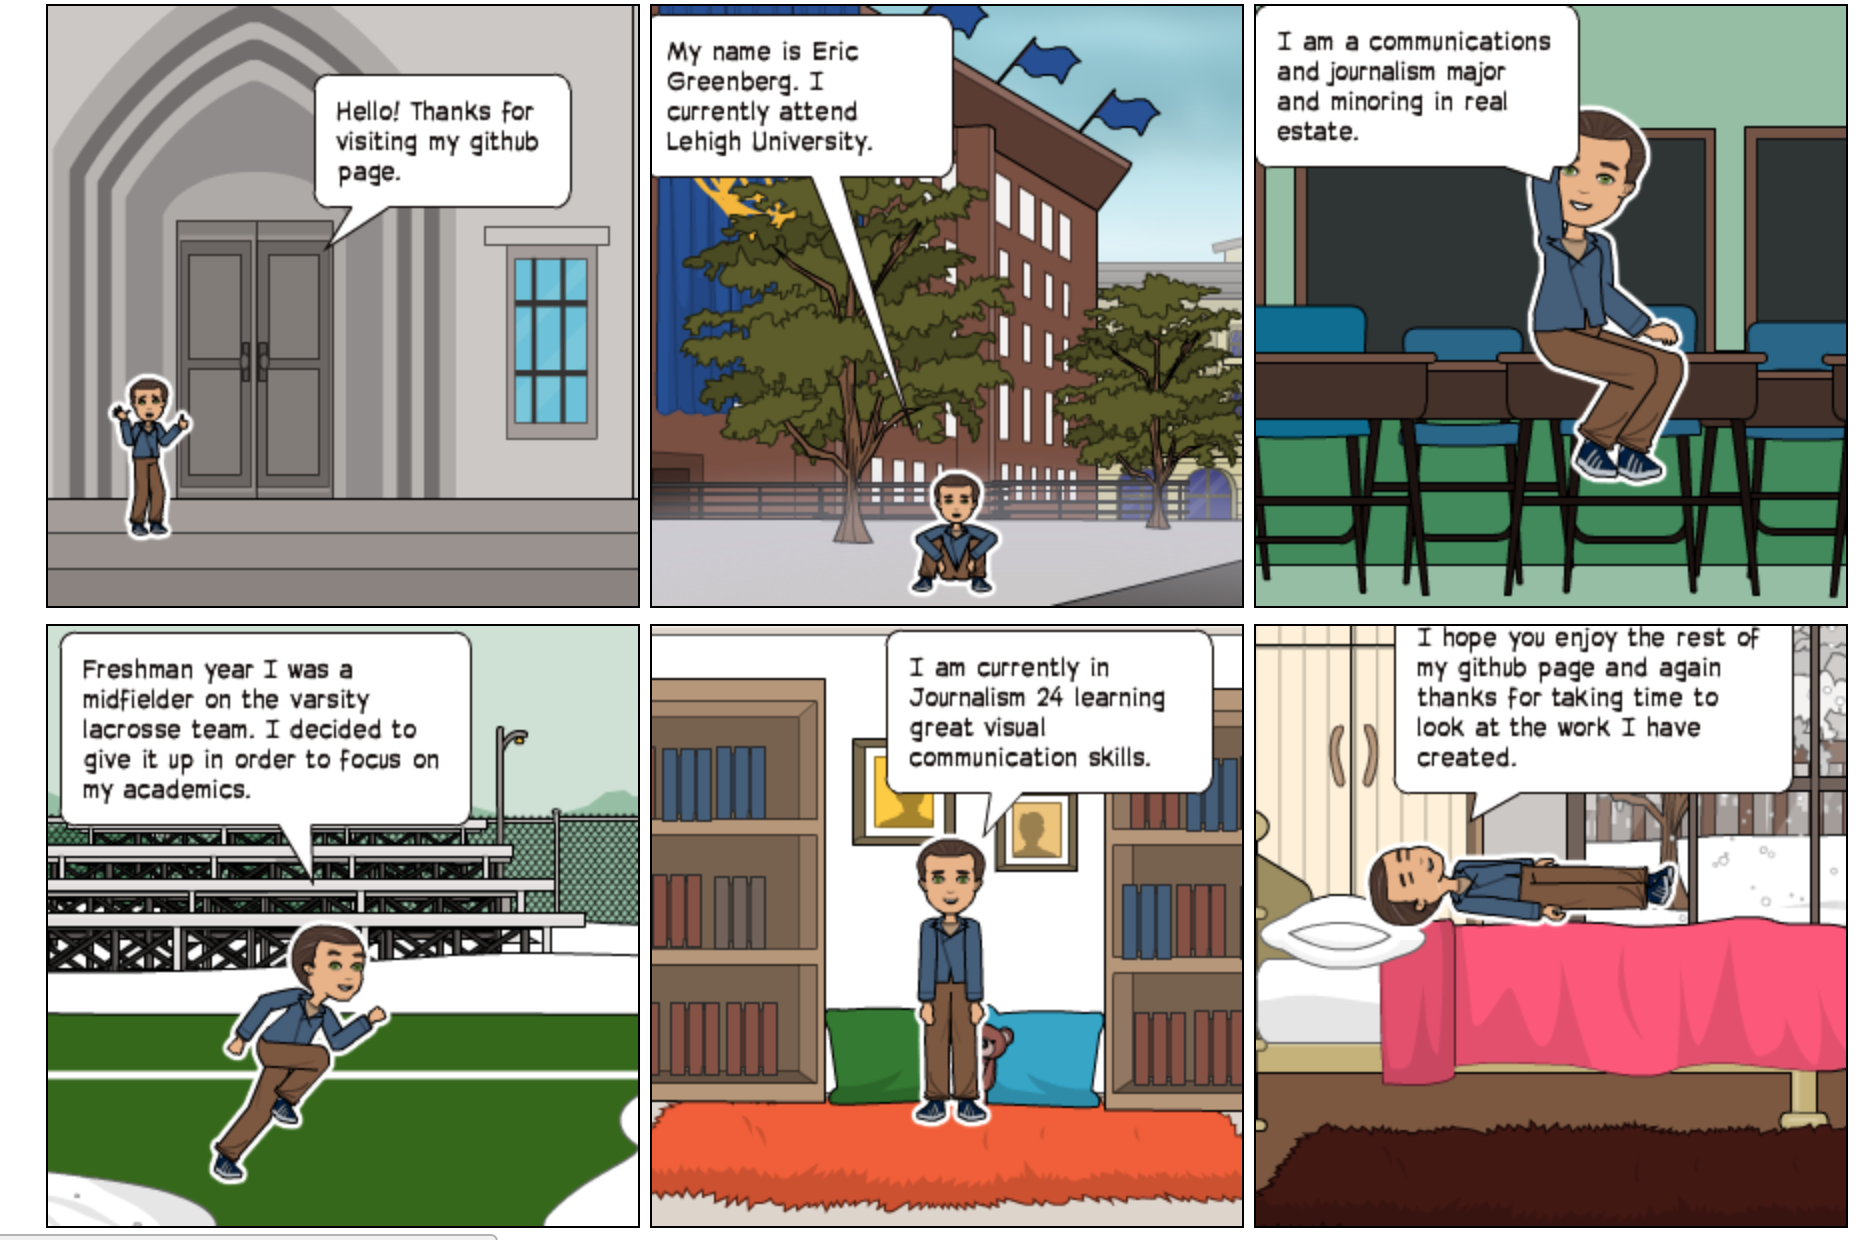 Hello! Thanks for
visiting my github
page.
My name is Eric
Greenberg. I
currently attend
Lehigh University.
I am a communications
and journalism major
and minoring in real
estate.
Freshman year I was a
midfielder on the varsity
lacrosse team. I decided to
give it up in order to focus on
my academics.
I am currently in
Journalism 24 learning
great visual
communication skills.
I hope you enjoy the rest of
my github page and again
thanks for taking time to
look at the work I have
created.